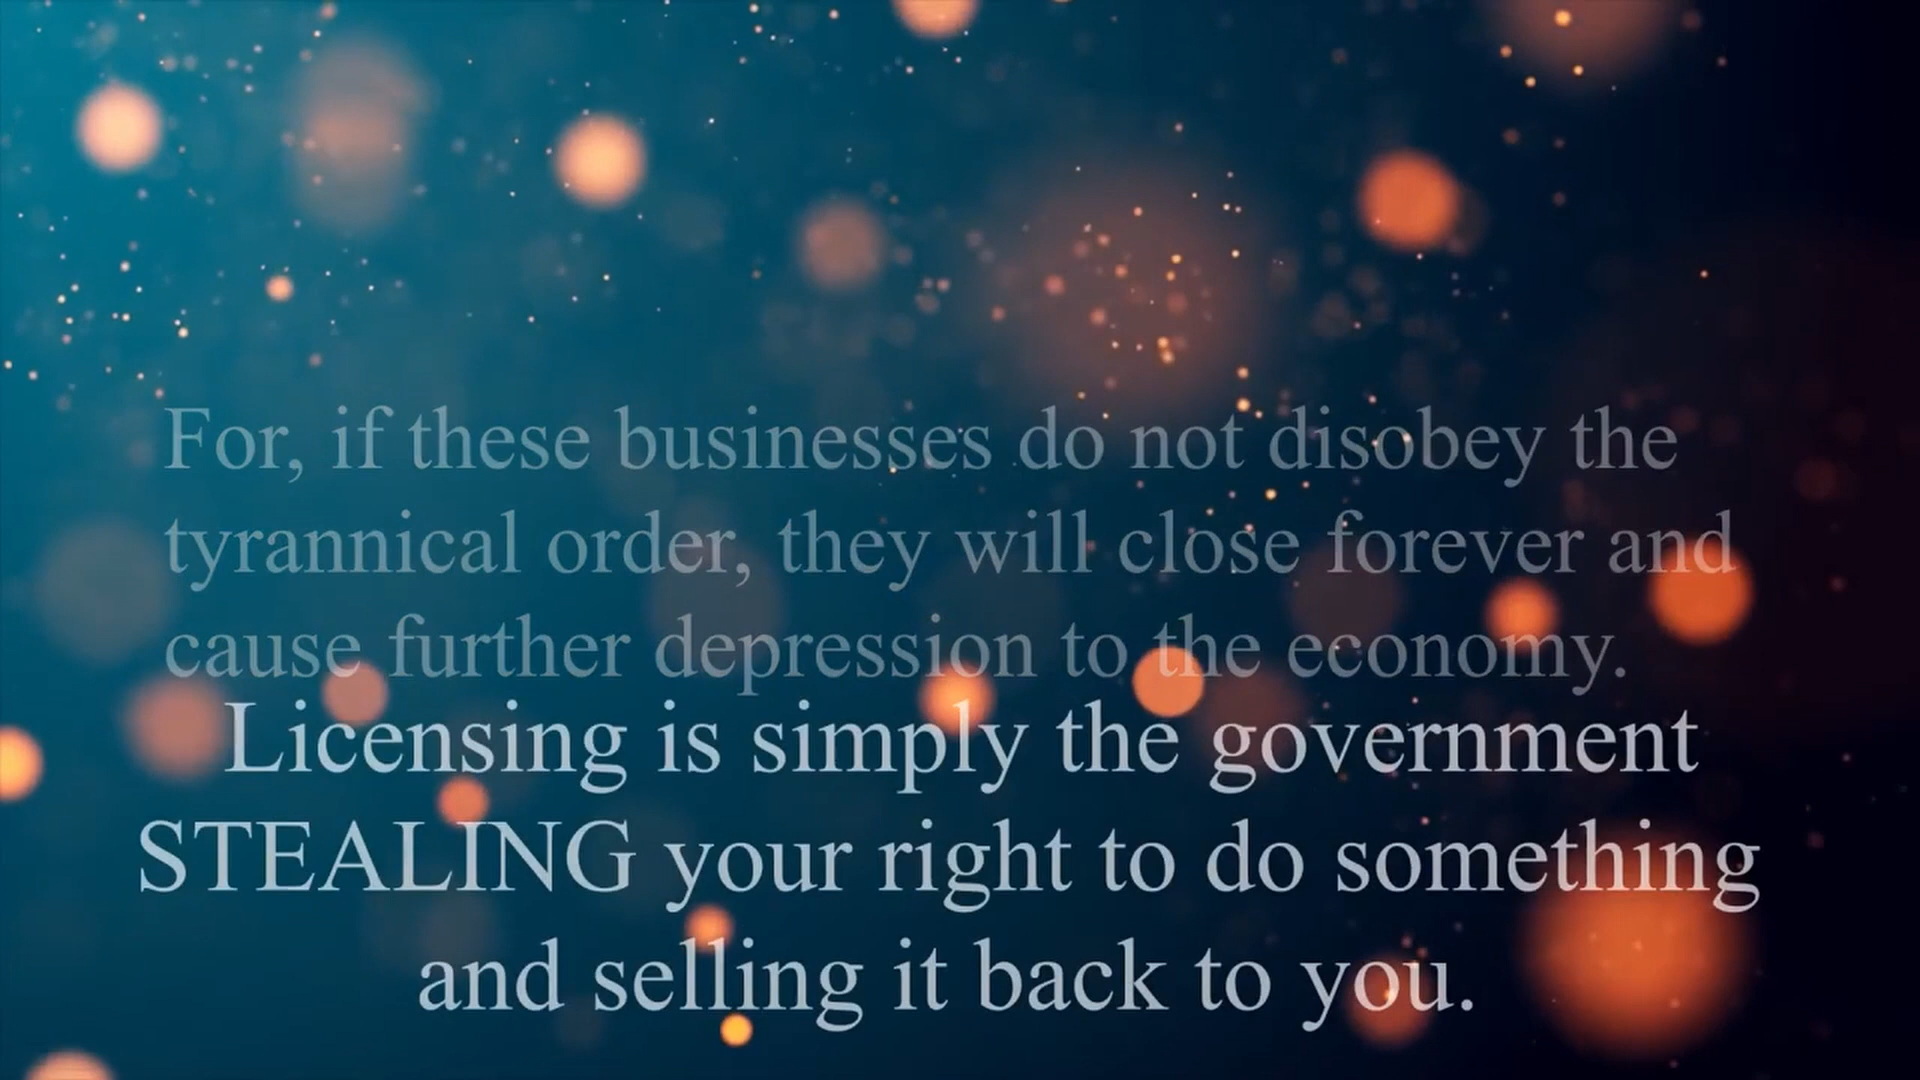 For, if these businesses do not disobey the
tyrannical order, they will close forever and
cause further depression to the economy.
Licensing is simply the government
STEALING your right to do something
and selling it back to you.